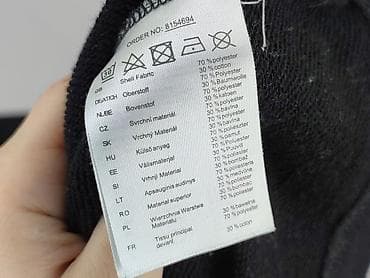 ORDER NO: 8154694
30
70 % polyester
GB Shell Fabric 30 % cotton
70 % Polyester
DE/AT/CH Oberstoff 30 % Baumwolle
70 % polyester
NL/BE Bovenstof 30 % katoen
70 % polyester
CZ Svrchní materiál 30 % bavlna
70 % polyester
SK Vrchný Materiál 30 % bavlna
70 % poliészter
HU Külső anyag 30 % pamut
70 % Polüester
EE Välismaterjal 30 % Puuvill
70 % poliester
SI Vrhnji Material 30 % bombaž
70 % poliesteris
LT Apsauginis audinys 30 % medvilnė
70 % poliester
RO Material superior 30 % bumbac
70 % poliester
PL Wierzchnia Warstwa Materiału 30 % bawełna
70 % polyester
FR Tissu principal devant 30 % coton